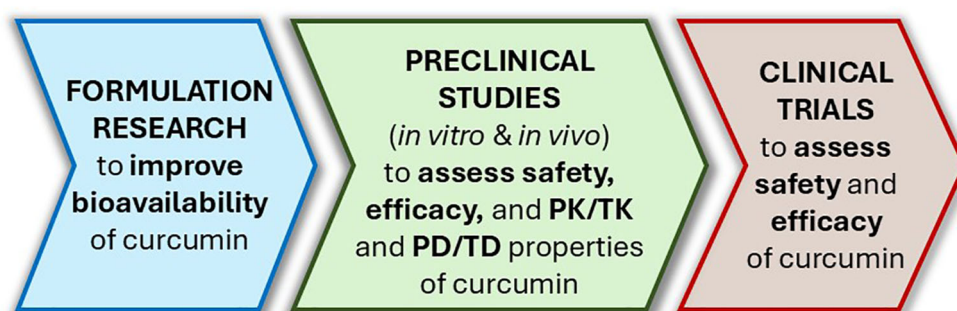 FORMULATION
RESEARCH
to improve
bioavailability
of curcumin
PRECLINICAL
STUDIES
(in vitro & in vivo)
to assess safety,
efficacy, and PK/TK
and PD/TD properties
of curcumin
CLINICAL
TRIALS
to assess
safety and
efficacy
of curcumin